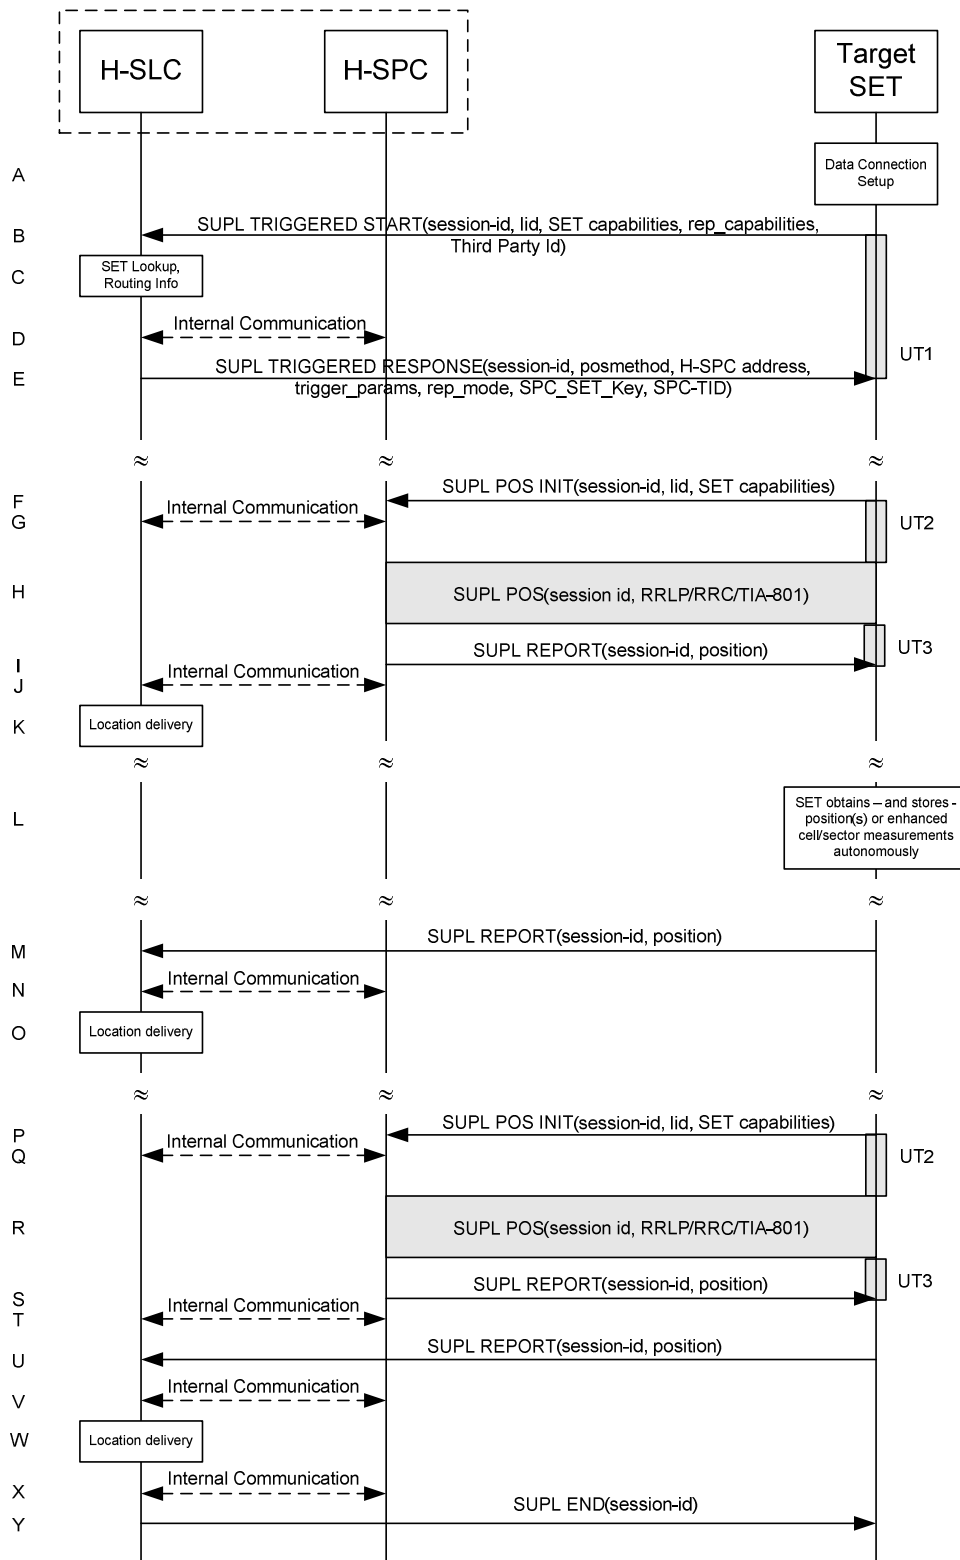 H-SLC
H-SPC
Target
SET
A
Data Connection
Setup
B
SUPL TRIGGERED START(session-id, lid, SET capabilities, rep_capabilities,
Third Party Id)
C
SET Lookup,
Routing Info
D
Internal Communication
UT1
E
SUPL TRIGGERED RESPONSE(session-id, posmethod, H-SPC address,
trigger_params, rep_mode, SPC_SET_Key, SPC-TID)
≈ ≈ ≈
F
SUPL POS INIT(session-id, lid, SET capabilities)
G
Internal Communication
UT2
H
SUPL POS(session id, RRLP/RRC/TIA-801)
UT3
I
SUPL REPORT(session-id, position)
J
Internal Communication
K
Location delivery
≈ ≈ ≈
L
SET obtains – and stores -
position(s) or enhanced
cell/sector measurements
autonomously
≈ ≈ ≈
M
SUPL REPORT(session-id, position)
N
Internal Communication
O
Location delivery
≈ ≈ ≈
P
SUPL POS INIT(session-id, lid, SET capabilities)
Q
Internal Communication
UT2
R
SUPL POS(session id, RRLP/RRC/TIA-801)
UT3
S
SUPL REPORT(session-id, position)
T
Internal Communication
U
SUPL REPORT(session-id, position)
V
Internal Communication
W
Location delivery
X
Internal Communication
Y
SUPL END(session-id)